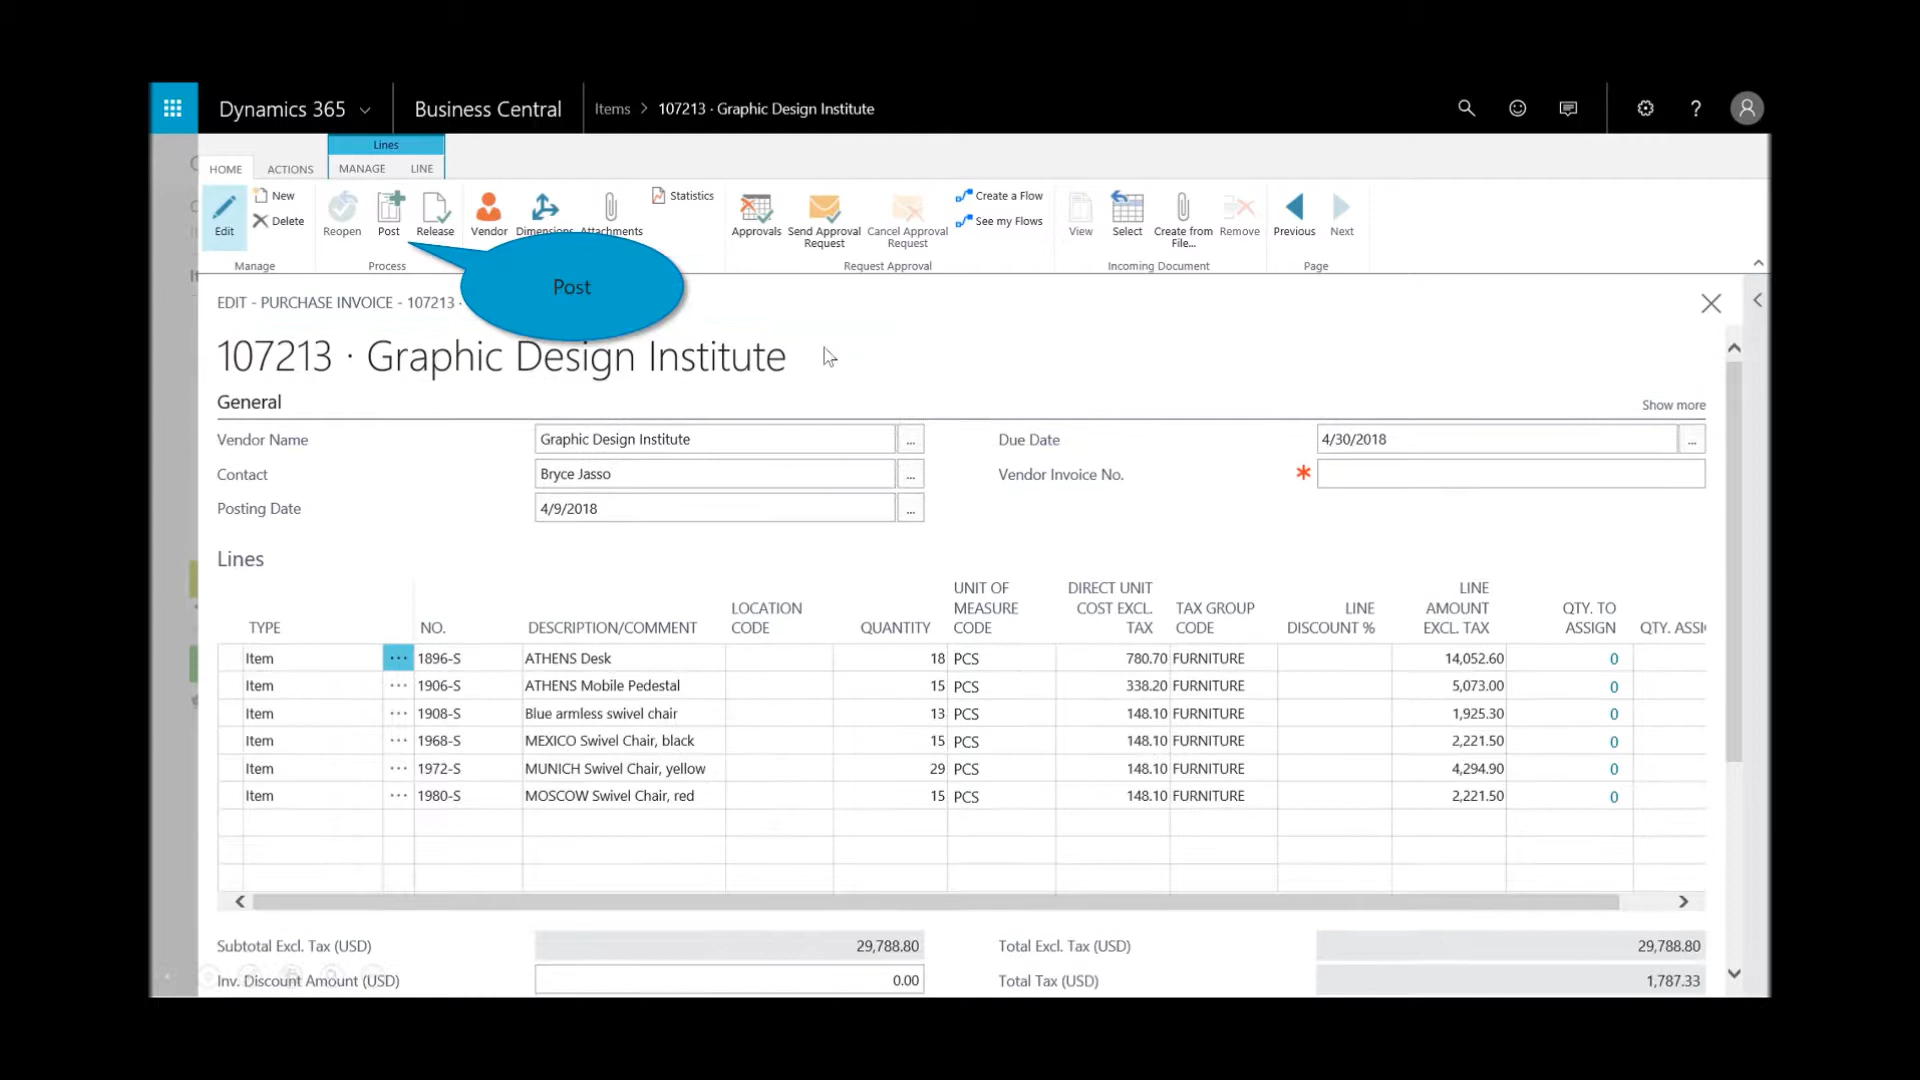 Dynamics 365 Business Central Items > 107213 · Graphic Design Institute ?
Lines
HOME ACTIONS MANAGE LINE
Edit New Delete Reopen Post Release Vendor Dimensions Attachments Statistics Approvals Send Approval Request Cancel Approval Request Create a Flow See my Flows View Select Create from File... Remove Previous Next
Manage Process Request Approval Incoming Document Page
Post
EDIT - PURCHASE INVOICE - 107213 ·
107213 · Graphic Design Institute
General Show more
Vendor Name Graphic Design Institute ... Due Date 4/30/2018 ...
Contact Bryce Jasso ... Vendor Invoice No. *
Posting Date 4/9/2018 ...
Lines
TYPE NO. DESCRIPTION/COMMENT LOCATION CODE QUANTITY UNIT OF MEASURE CODE DIRECT UNIT COST EXCL. TAX TAX GROUP CODE LINE DISCOUNT % LINE AMOUNT EXCL. TAX QTY. TO ASSIGN QTY. ASSI
Item ... 1896-S ATHENS Desk 18 PCS 780.70 FURNITURE 14,052.60 0
Item ... 1906-S ATHENS Mobile Pedestal 15 PCS 338.20 FURNITURE 5,073.00 0
Item ... 1908-S Blue armless swivel chair 13 PCS 148.10 FURNITURE 1,925.30 0
Item ... 1968-S MEXICO Swivel Chair, black 15 PCS 148.10 FURNITURE 2,221.50 0
Item ... 1972-S MUNICH Swivel Chair, yellow 29 PCS 148.10 FURNITURE 4,294.90 0
Item ... 1980-S MOSCOW Swivel Chair, red 15 PCS 148.10 FURNITURE 2,221.50 0
Subtotal Excl. Tax (USD) 29,788.80 Total Excl. Tax (USD) 29,788.80
Inv. Discount Amount (USD) 0.00 Total Tax (USD) 1,787.33